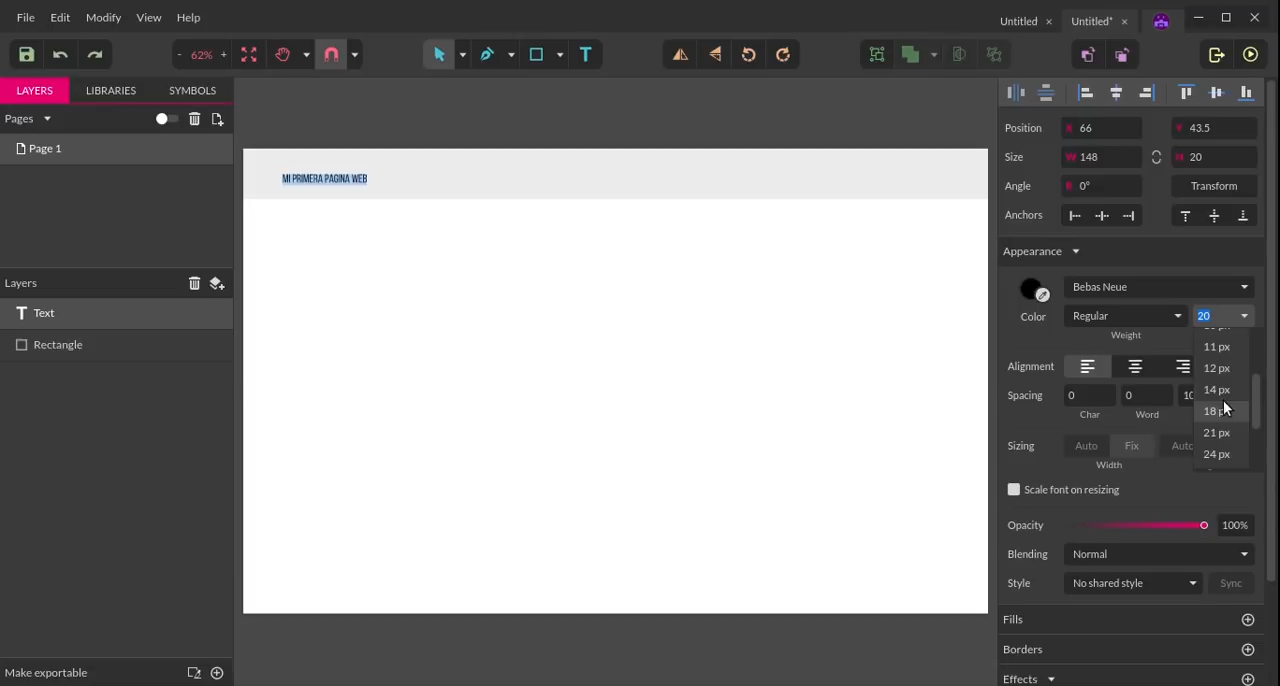 File Edit Modify View Help
Untitled × Untitled* ×
- 62% +
T
LAYERS LIBRARIES SYMBOLS
Pages
Page 1
Layers
T Text
Rectangle
Make exportable
MI PRIMERA PAGINA WEB
Position X 66 Y 43.5
Size W 148 H 20
Angle R 0° Transform
Anchors
Appearance
Bebas Neue
Color Regular 20
Weight
11 px
12 px
14 px
18 p
21 px
24 px
Alignment
Spacing 0 0 10
Char Word
Sizing Auto Fix Auto
Width
Scale font on resizing
Opacity 100%
Blending Normal
Style No shared style Sync
Fills
Borders
Effects